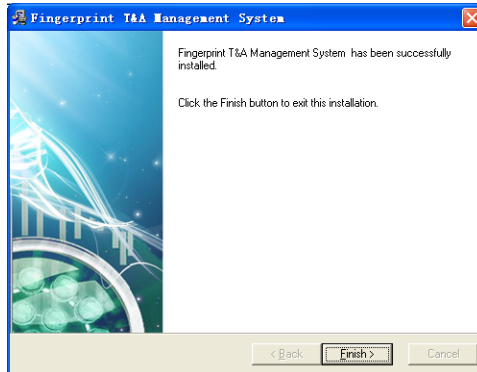 Fingerprint T&A Management System
Fingerprint T&A Management System has been successfully
installed.
Click the Finish button to exit this installation.
< Back
Finish >
Cancel